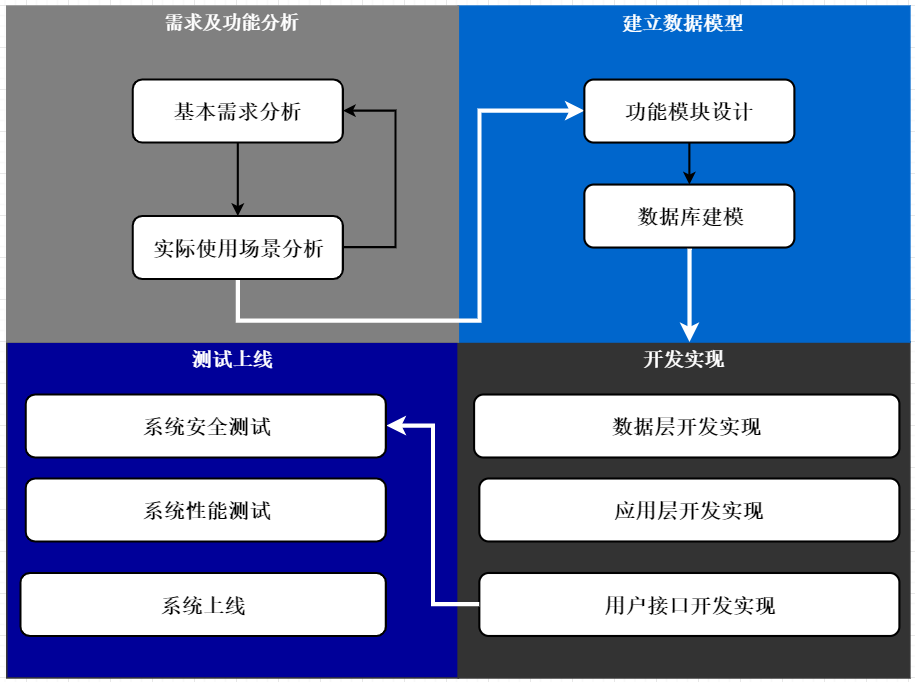 需求及功能分析
基本需求分析
实际使用场景分析
建立数据模型
功能模块设计
数据库建模
测试上线
系统安全测试
系统性能测试
系统上线
开发实现
数据层开发实现
应用层开发实现
用户接口开发实现